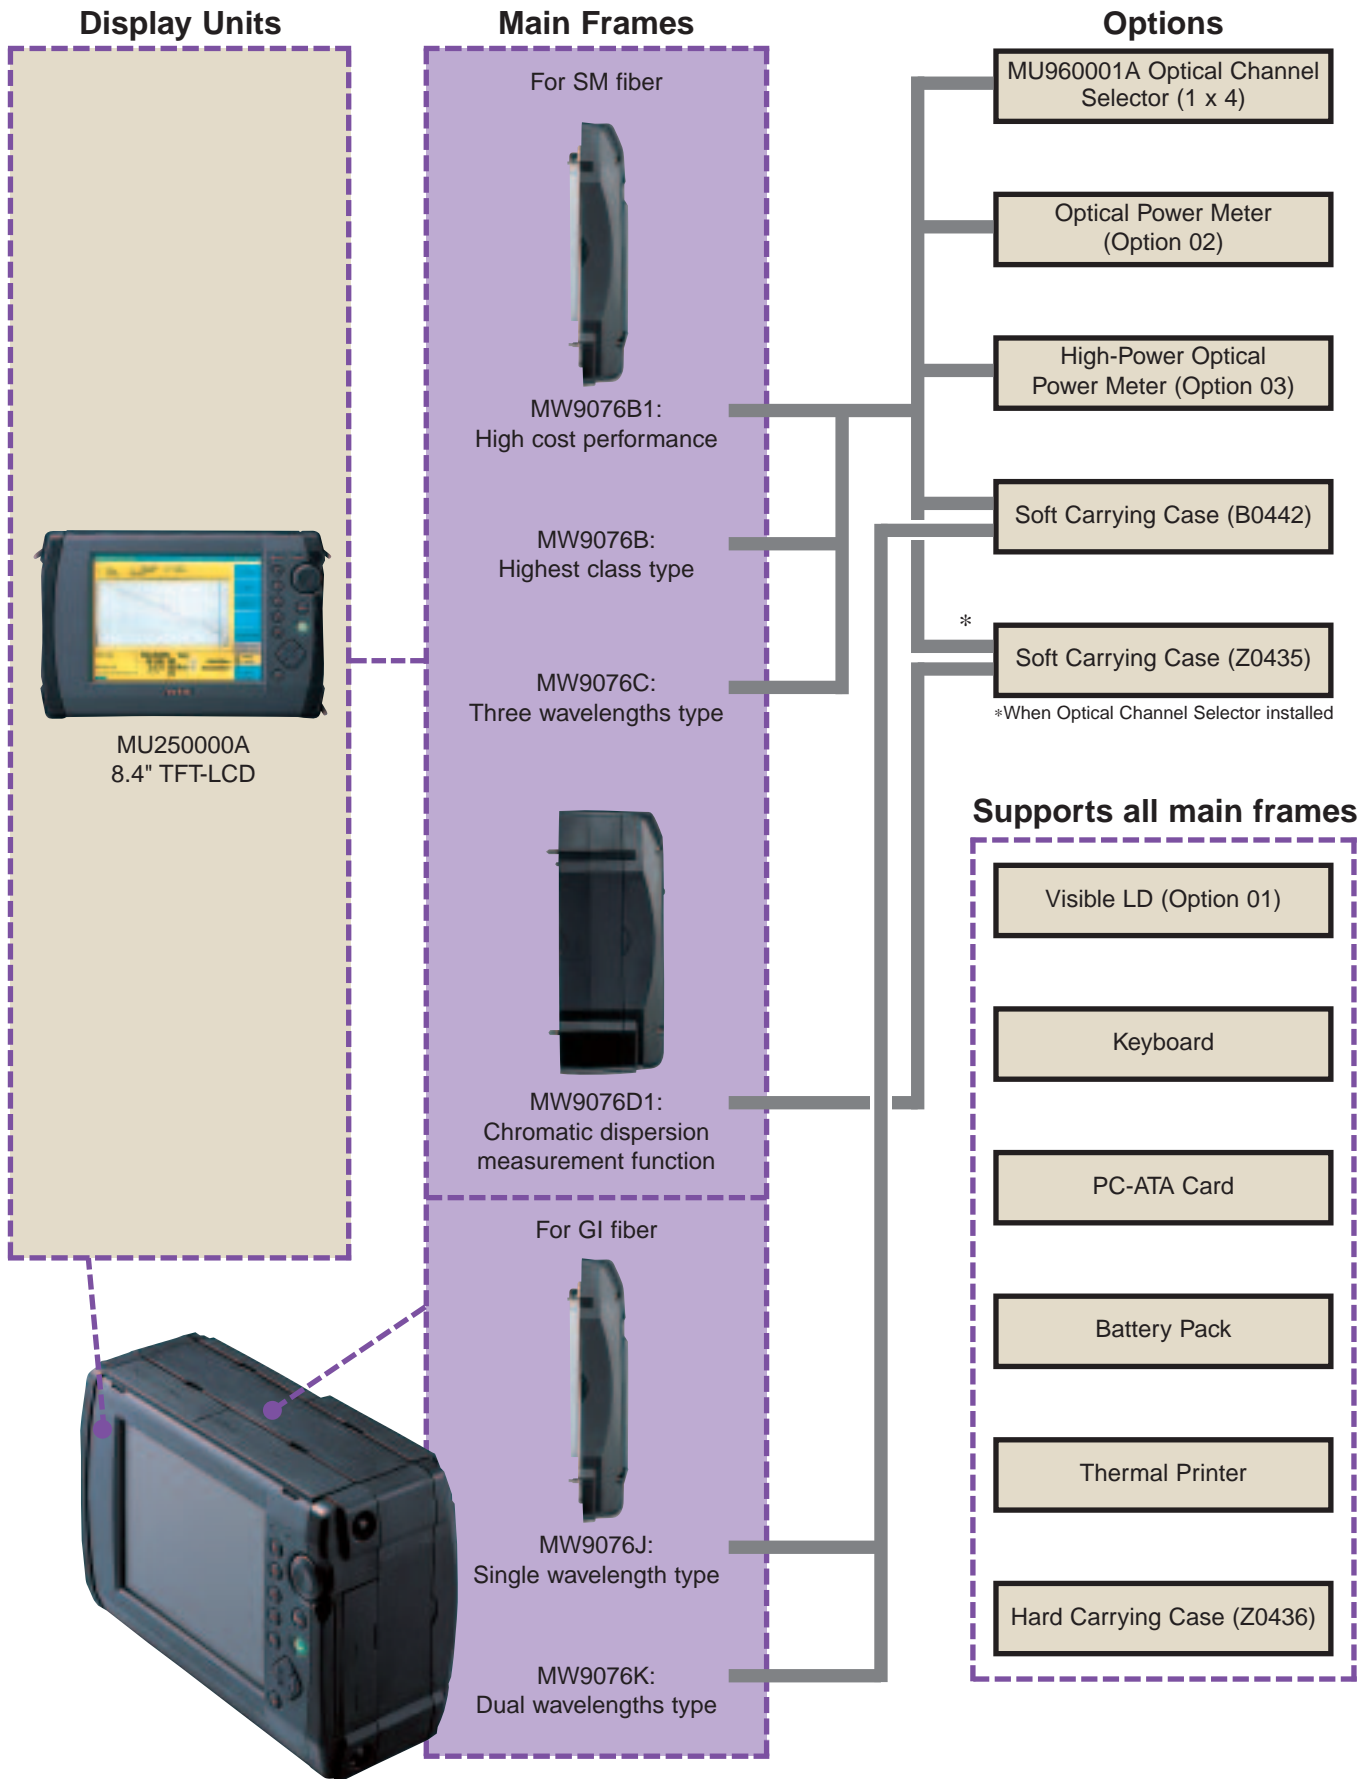 Display Units
Main Frames
Options
For SM fiber
MW9076B1:
High cost performance
MW9076B:
Highest class type
MW9076C:
Three wavelengths type
MW9076D1:
Chromatic dispersion
measurement function
For GI fiber
MW9076J:
Single wavelength type
MW9076K:
Dual wavelengths type
MU250000A
8.4" TFT-LCD
MU960001A Optical Channel
Selector (1 x 4)
Optical Power Meter
(Option 02)
High-Power Optical
Power Meter (Option 03)
Soft Carrying Case (B0442)
*
Soft Carrying Case (Z0435)
*When Optical Channel Selector installed
Supports all main frames
Visible LD (Option 01)
Keyboard
PC-ATA Card
Battery Pack
Thermal Printer
Hard Carrying Case (Z0436)